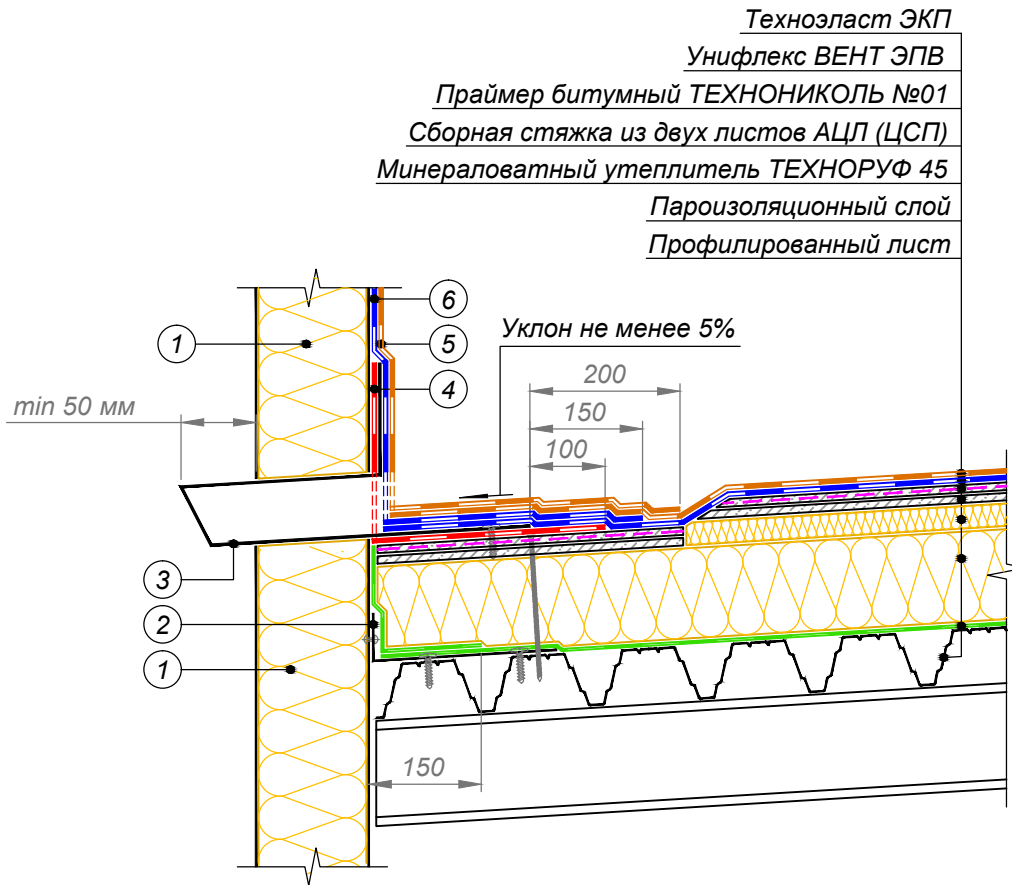 Техноэласт ЭКП
Унифлекс ВЕНТ ЭПВ
Праймер битумный ТЕХНОНИКОЛЬ №01
Сборная стяжка из двух листов АЦЛ (ЦСП)
Минераловатный утеплитель ТЕХНОРУФ 45
Пароизоляционный слой
Профилированный лист
6
1
5
Уклон не менее 5%
4
200
min 50 мм
150
100
3
2
1
150